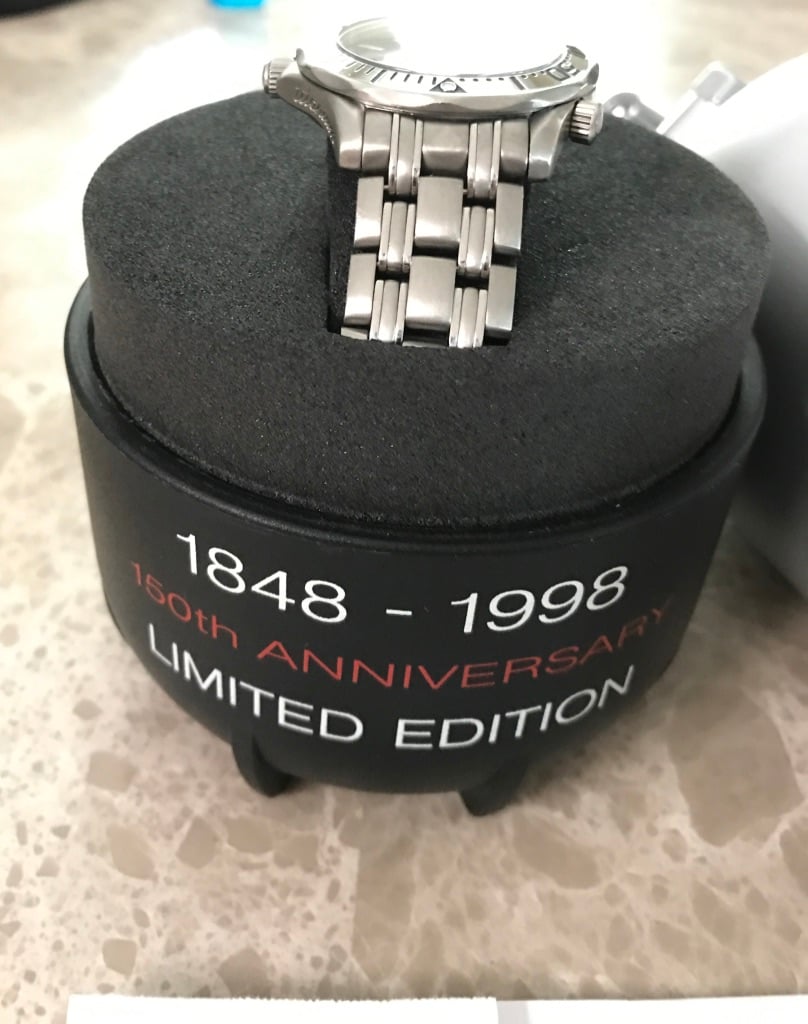 1848 - 1998
150th ANNIVERSARY
LIMITED EDITION